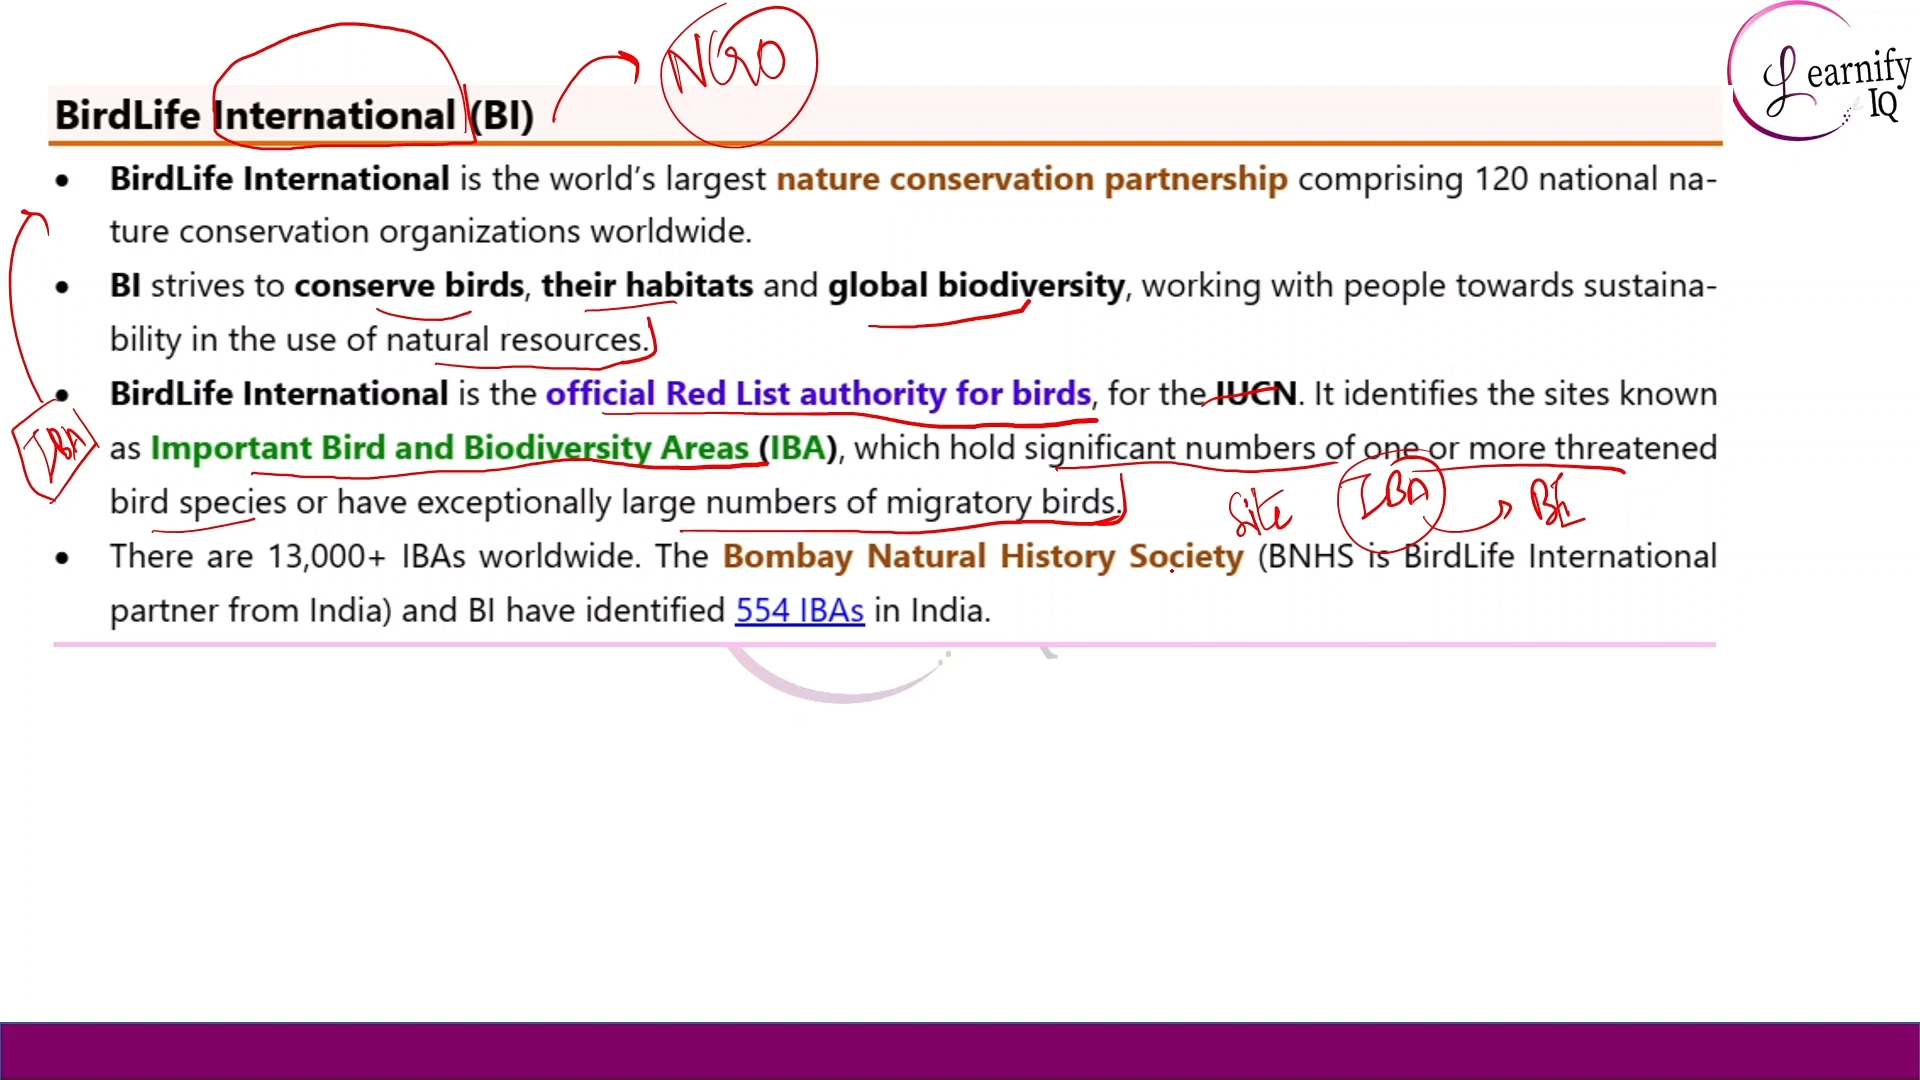 NGO
Learnify
IQ
BirdLife International (BI)
• BirdLife International is the world’s largest nature conservation partnership comprising 120 national na-
ture conservation organizations worldwide.
• BI strives to conserve birds, their habitats and global biodiversity, working with people towards sustaina-
bility in the use of natural resources.
• BirdLife International is the official Red List authority for birds, for the IUCN. It identifies the sites known
IBA
as Important Bird and Biodiversity Areas (IBA), which hold significant numbers of one or more threatened
bird species or have exceptionally large numbers of migratory birds.
Site IBA BI
• There are 13,000+ IBAs worldwide. The Bombay Natural History Society (BNHS is BirdLife International
partner from India) and BI have identified 554 IBAs in India.